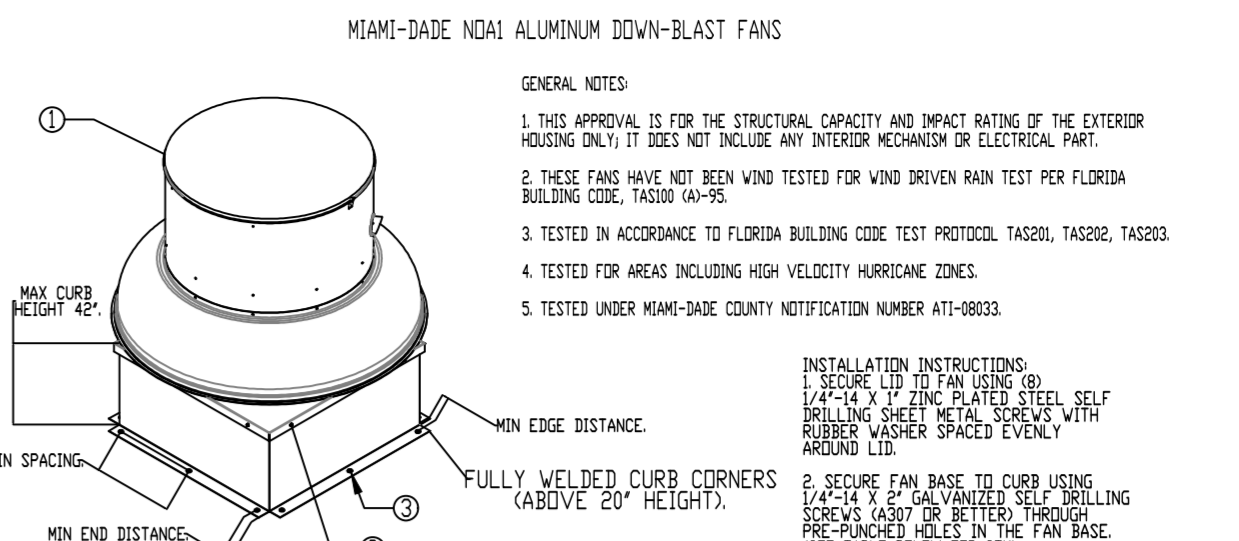 MIAMI-DADE NOA1 ALUMINUM DOWN-BLAST FANS
GENERAL NOTES:
1. THIS APPROVAL IS FOR THE STRUCTURAL CAPACITY AND IMPACT RATING OF THE EXTERIOR
HOUSING ONLY; IT DOES NOT INCLUDE ANY INTERIOR MECHANISM OR ELECTRICAL PART.
2. THESE FANS HAVE NOT BEEN WIND TESTED FOR WIND DRIVEN RAIN TEST PER FLORIDA
BUILDING CODE, TAS100 (A)-95.
3. TESTED IN ACCORDANCE TO FLORIDA BUILDING CODE TEST PROTOCOL TAS201, TAS202, TAS203.
4. TESTED FOR AREAS INCLUDING HIGH VELOCITY HURRICANE ZONES.
5. TESTED UNDER MIAMI-DADE COUNTY NOTIFICATION NUMBER ATI-08033.
1
MAX CURB
HEIGHT 42".
MIN EDGE DISTANCE.
IN SPACING.
FULLY WELDED CURB CORNERS
(ABOVE 20" HEIGHT).
3
MIN END DISTANCE
INSTALLATION INSTRUCTIONS:
1. SECURE LID TO FAN USING (8)
1/4"-14 X 1" ZINC PLATED STEEL SELF
DRILLING SHEET METAL SCREWS WITH
RUBBER WASHER SPACED EVENLY
AROUND LID.
2. SECURE FAN BASE TO CURB USING
1/4"-14 X 2" GALVANIZED SELF DRILLING
SCREWS (A307 OR BETTER) THROUGH
PRE-PUNCHED HOLES IN THE FAN BASE.